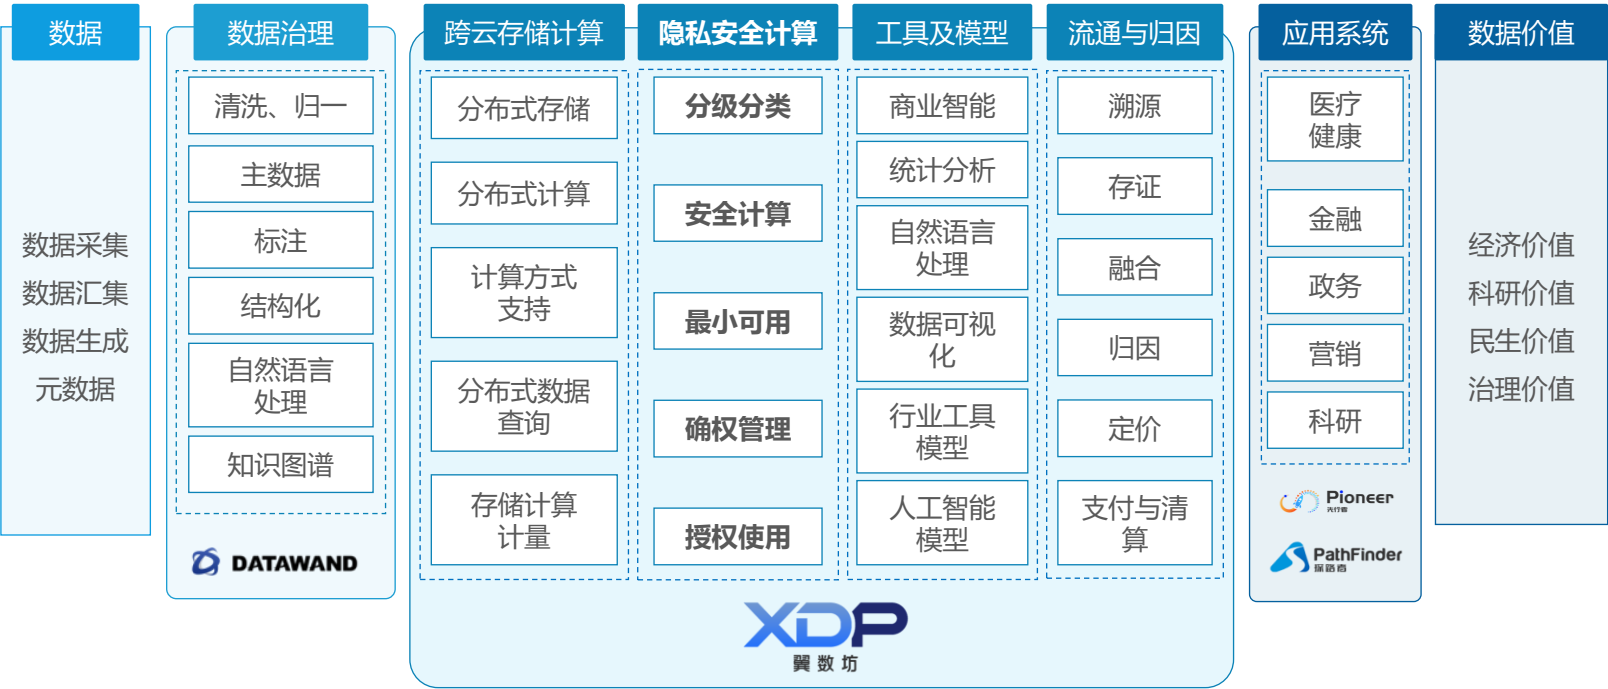 数据
数据采集
数据汇集
数据生成
元数据
数据治理
清洗、归一
主数据
标注
结构化
自然语言
处理
知识图谱
DATAWAND
跨云存储计算
分布式存储
分布式计算
计算方式
支持
分布式数据
查询
存储计算
计量
隐私安全计算
分级分类
安全计算
最小可用
确权管理
授权使用
工具及模型
商业智能
统计分析
自然语言
处理
数据可视
化
行业工具
模型
人工智能
模型
流通与归因
溯源
存证
融合
归因
定价
支付与清
算
XDP
翼数坊
应用系统
医疗
健康
金融
政务
营销
科研
Pioneer
先行者
PathFinder
探路者
数据价值
经济价值
科研价值
民生价值
治理价值